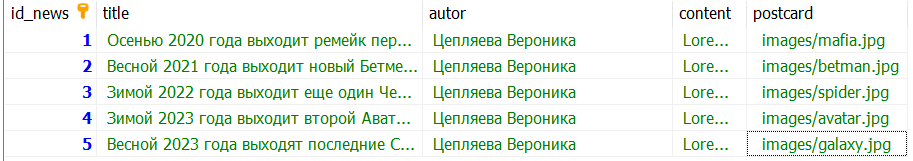 id_news title autor content postcard
1 Осенью 2020 года выходит ремейк пер... Цепляева Вероника Lore... images/mafia.jpg
2 Весной 2021 года выходит новый Бетме... Цепляева Вероника Lore... images/betman.jpg
3 Зимой 2022 года выходит еще один Че... Цепляева Вероника Lore... images/spider.jpg
4 Зимой 2023 года выходит второй Ават... Цепляева Вероника Lore... images/avatar.jpg
5 Весной 2023 года выходят последние С... Цепляева Вероника Lore... images/galaxy.jpg